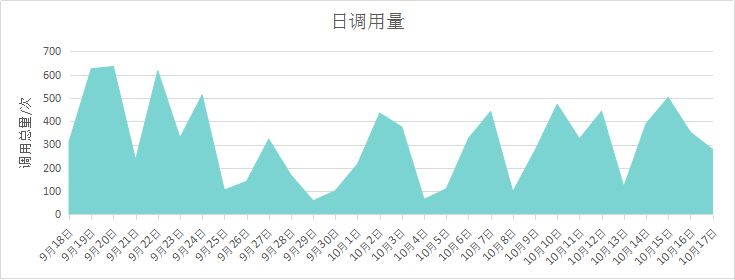 日调用量
调用总量/次
700
600
500
400
300
200
100
0
9月18日
9月19日
9月20日
9月21日
9月22日
9月23日
9月24日
9月25日
9月26日
9月27日
9月28日
9月29日
9月30日
10月1日
10月2日
10月3日
10月4日
10月5日
10月6日
10月7日
10月8日
10月9日
10月10日
10月11日
10月12日
10月13日
10月14日
10月15日
10月16日
10月17日